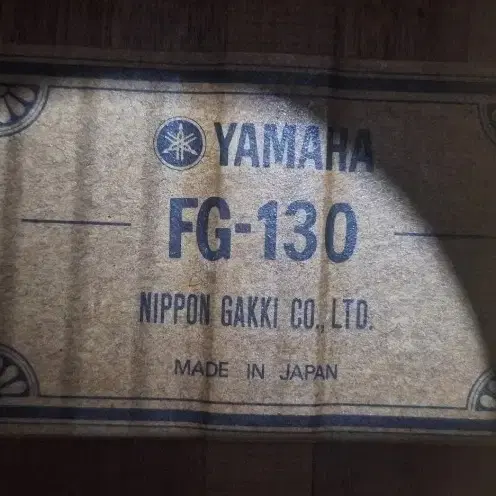 YAMAHA
FG-130
NIPPON GAKKI CO., LTD.
MADE IN JAPAN